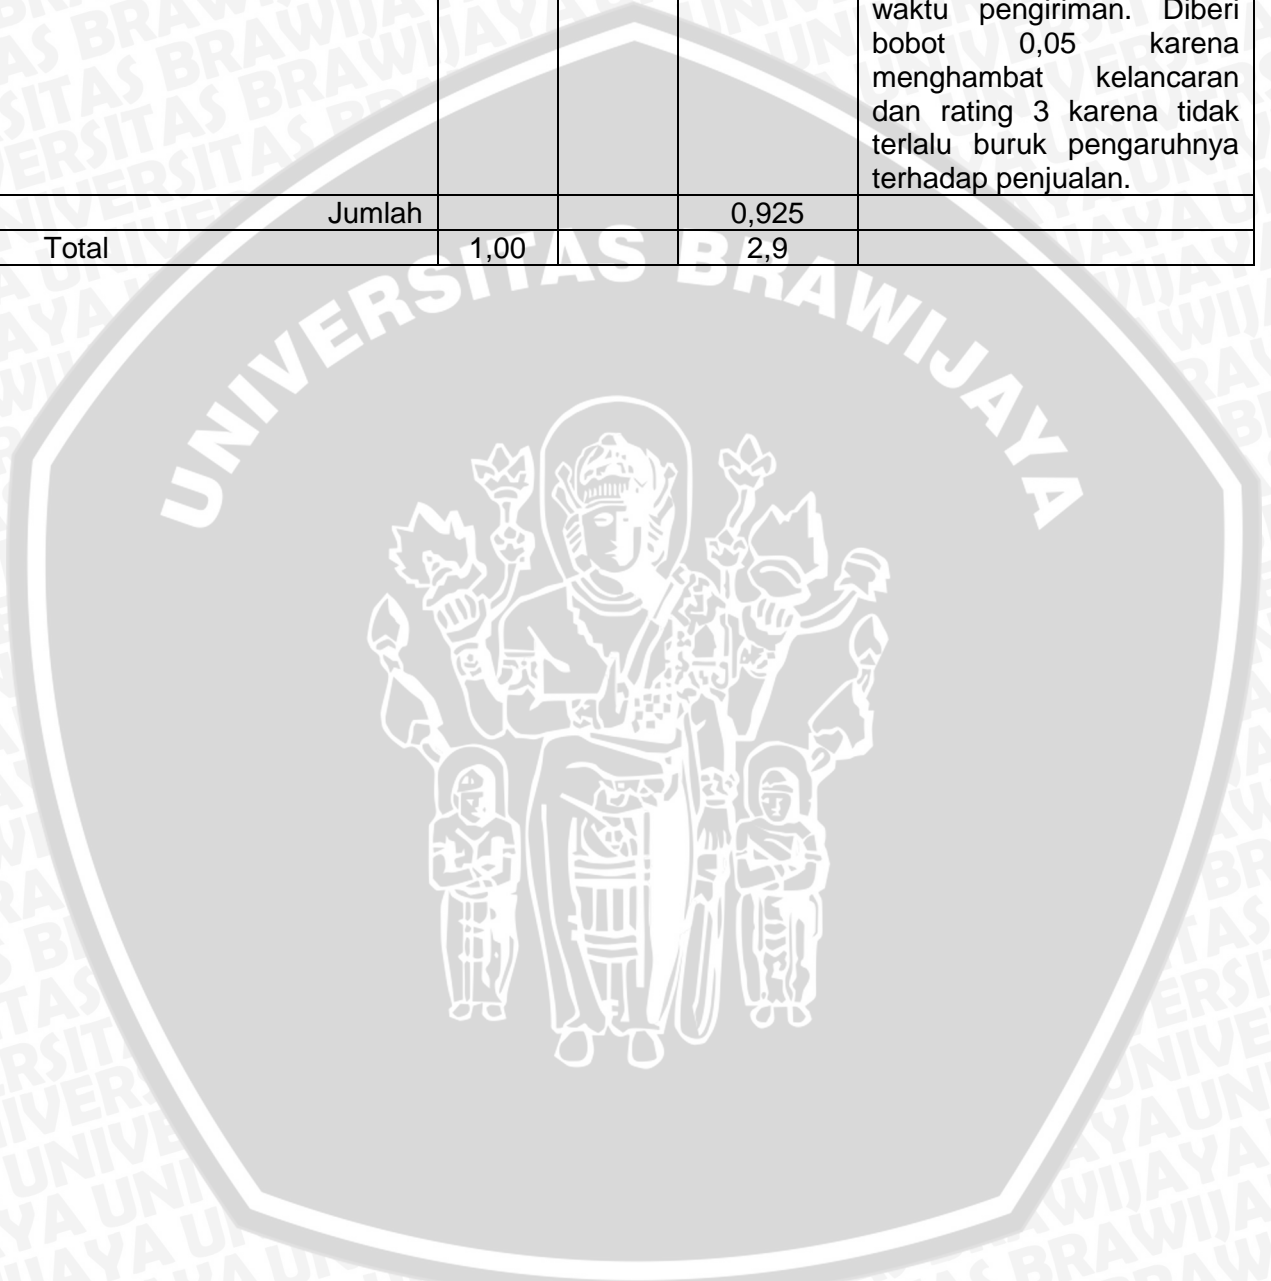 waktu pengiriman. Diberi
bobot 0,05 karena
menghambat kelancaran
dan rating 3 karena tidak
terlalu buruk pengaruhnya
terhadap penjualan.
Jumlah 0,925
Total 1,00 2,9
UNIVERSITAS BRAWIJAYA